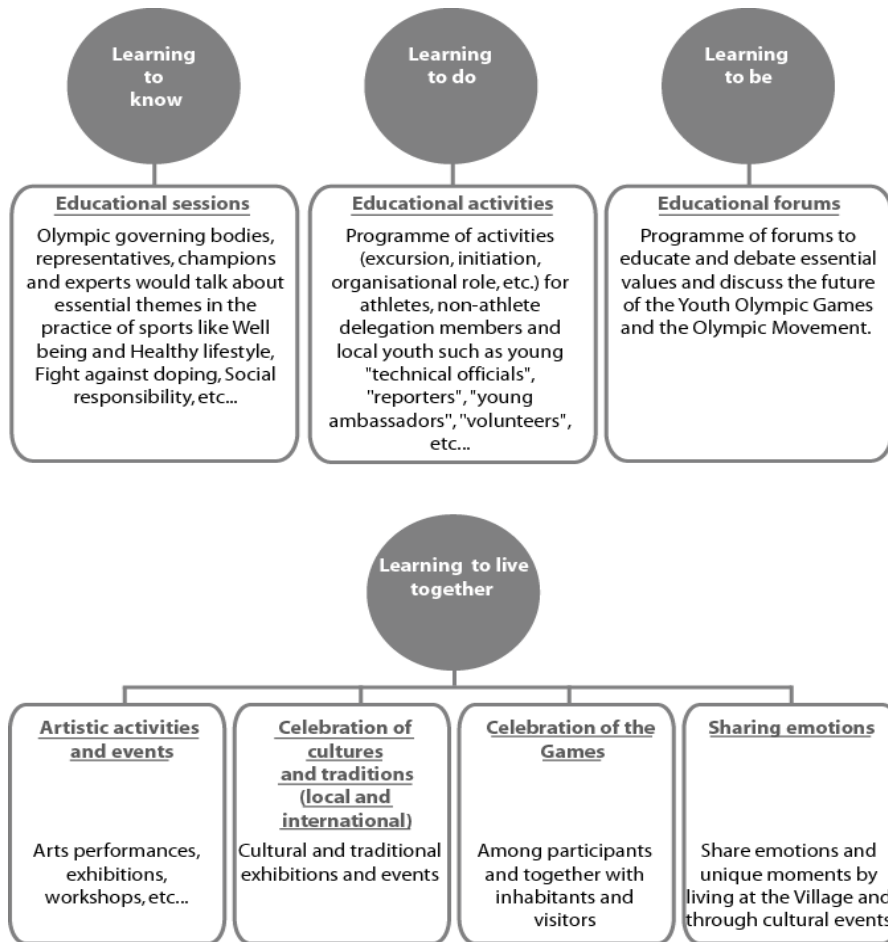 Learning
to
know
Learning
to do
Learning
to be
Educational sessions
Olympic governing bodies,
representatives, champions
and experts would talk about
essential themes in the
practice of sports like Well
being and Healthy lifestyle,
Fight against doping, Social
responsibility, etc...
Educational activities
Programme of activities
(excursion, initiation,
organisational role, etc.) for
athletes, non-athlete
delegation members and
local youth such as young
"technical officials",
"reporters", "young
ambassadors", "volunteers",
etc...
Educational forums
Programme of forums to
educate and debate essential
values and discuss the future
of the Youth Olympic Games
and the Olympic Movement.
Learning to live
together
Artistic activities
and events
Arts performances,
exhibitions,
workshops, etc...
Celebration of
cultures
and traditions
(local and
international)
Cultural and traditional
exhibitions and events
Celebration of the
Games
Among participants
and together with
inhabitants and
visitors
Sharing emotions
Share emotions and
unique moments by
living at the Village and
through cultural events